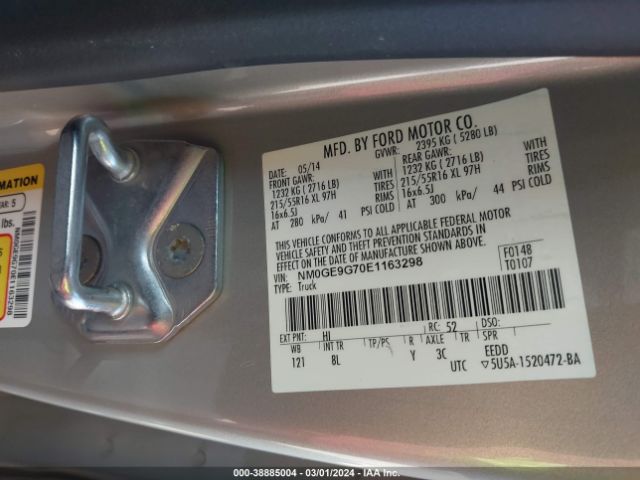 MFD. BY FORD MOTOR CO.
DATE: 05/14 GVWR: 2395 KG ( 5280 LB)
FRONT GAWR: REAR GAWR:
1232 KG ( 2716 LB) WITH 1232 KG ( 2716 LB) WITH
215/55R16 XL 97H TIRES 215/55R16 XL 97H TIRES
16x6.5J RIMS 16x6.5J RIMS
AT 280 kPa/ 41 PSI COLD AT 300 kPa/ 44 PSI COLD
THIS VEHICLE CONFORMS TO ALL APPLICABLE FEDERAL MOTOR
VEHICLE SAFETY AND THEFT PREVENTION STANDARDS IN
EFFECT ON THE DATE OF MANUFACTURE SHOWN ABOVE.
VIN: NM0GE9G70E1163298 F0148
TYPE: Truck T0107
EXT PNT: HI RC: 52 DSO:
WB INT TR TP/PS R AXLE TR SPR
121 8L Y 3C EEDD
UTC ▽5U5A-1520472-BA
RMATION
EAR: 5
NM0GE9G70E1163298
000-38885004 — 03/01/2024 — IAA Inc.